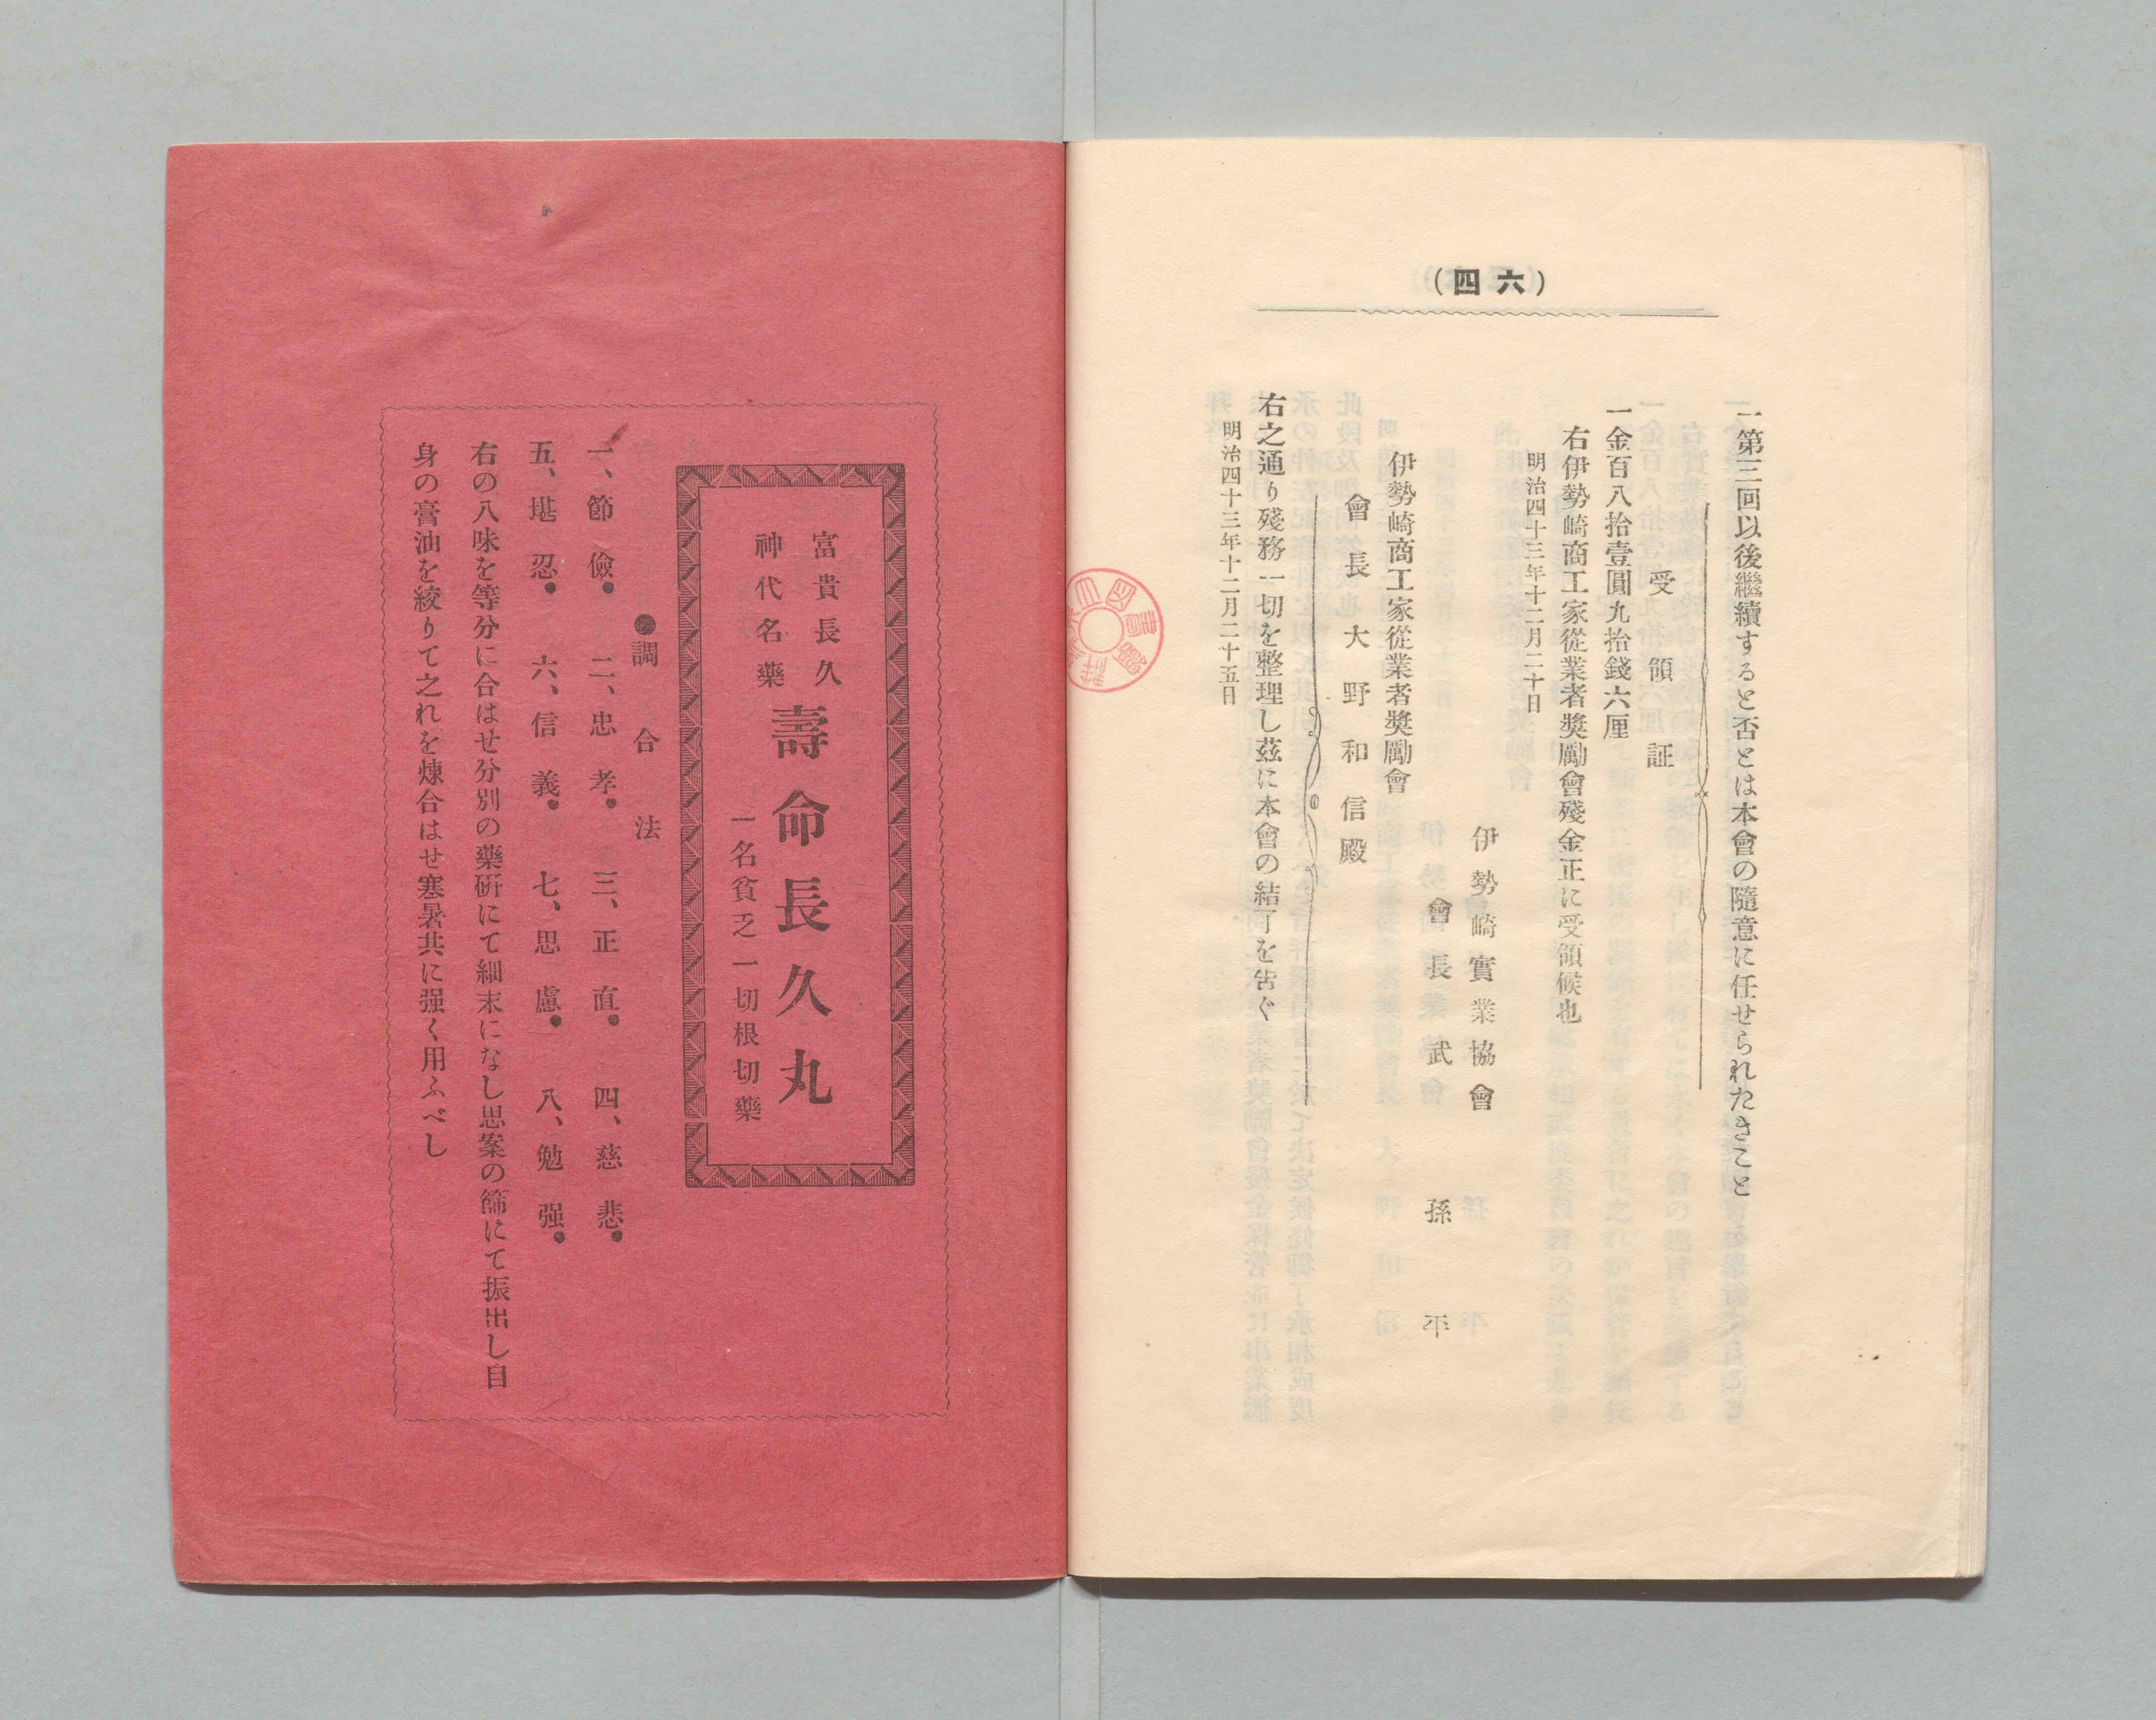 (四六)
一第三回以後繼續すると否とは本會の隨意に任せられたきこと
受領証
一金百八拾壹圓九拾錢六厘
右伊勢崎商工家從業者奬勵會殘金正に受領候也
明治四十三年十二月二十日
伊勢崎實業協會
會長武孫平
伊勢崎商工家從業者奬勵會
會長大野和信殿
右之通り殘務一切を整理し茲に本會の結了を告ぐ
明治四十三年十二月二十五日
富貴長久
神代名藥
壽命長久丸
一名貧乏一切根切藥
●調合法
一、節儉● 二、忠孝● 三、正直● 四、慈悲●
五、堪忍● 六、信義● 七、思慮● 八、勉强●
右の八味を等分に合はせ分別の藥硏にて細末になし思案の篩にて振出し自
身の膏油を絞りて之れを煉合はせ寒暑共に强く用ふべし